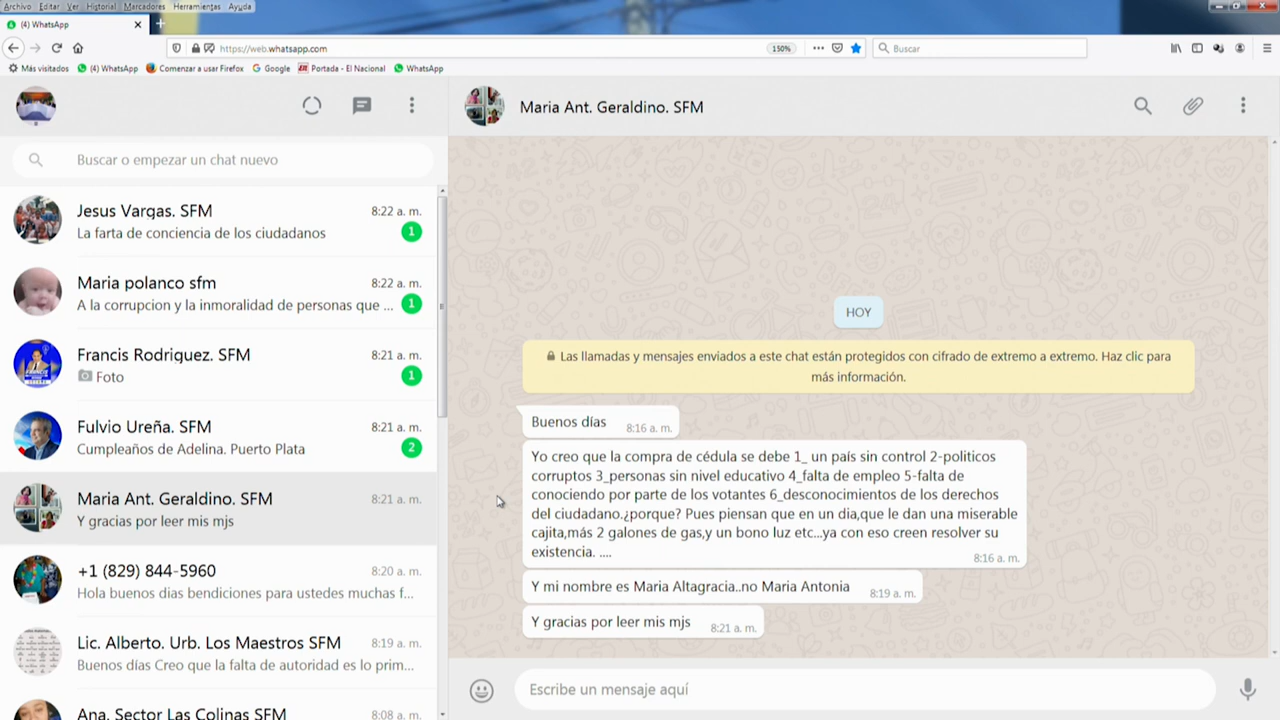 Archivo Editar Ver Historial Marcadores Herramientas Ayuda
(4) WhatsApp
https://web.whatsapp.com
150%
Buscar
Más visitados (4) WhatsApp Comenzar a usar Firefox Google Portada - El Nacional WhatsApp
Maria Ant. Geraldino. SFM
Buscar o empezar un chat nuevo
Jesus Vargas. SFM 8:22 a. m.
La farta de conciencia de los ciudadanos 1
Maria polanco sfm 8:22 a. m.
A la corrupcion y la inmoralidad de personas que ... 1
Francis Rodriquez. SFM 8:21 a. m.
Foto 1
Fulvio Ureña. SFM 8:21 a. m.
Cumpleaños de Adelina. Puerto Plata 2
Maria Ant. Geraldino. SFM 8:21 a. m.
Y gracias por leer mis mjs
+1 (829) 844-5960 8:20 a. m.
Hola buenos dias bendiciones para ustedes muchas f...
Lic. Alberto. Urb. Los Maestros SFM 8:19 a. m.
Buenos días Creo que la falta de autoridad es lo prim...
Ana. Sector Las Colinas SFM 8:08 a. m.
HOY
Las llamadas y mensajes enviados a este chat están protegidos con cifrado de extremo a extremo. Haz clic para
más información.
Buenos días 8:16 a. m.
Yo creo que la compra de cédula se debe 1_ un país sin control 2-politicos
corruptos 3_personas sin nivel educativo 4_falta de empleo 5-falta de
conociendo por parte de los votantes 6_desconocimientos de los derechos
del ciudadano.¿porque? Pues piensan que en un dia,que le dan una miserable
cajita,más 2 galones de gas,y un bono luz etc...ya con eso creen resolver su
existencia. .... 8:16 a. m.
Y mi nombre es Maria Altagracia..no Maria Antonia 8:19 a. m.
Y gracias por leer mis mjs 8:21 a. m.
Escribe un mensaje aquí